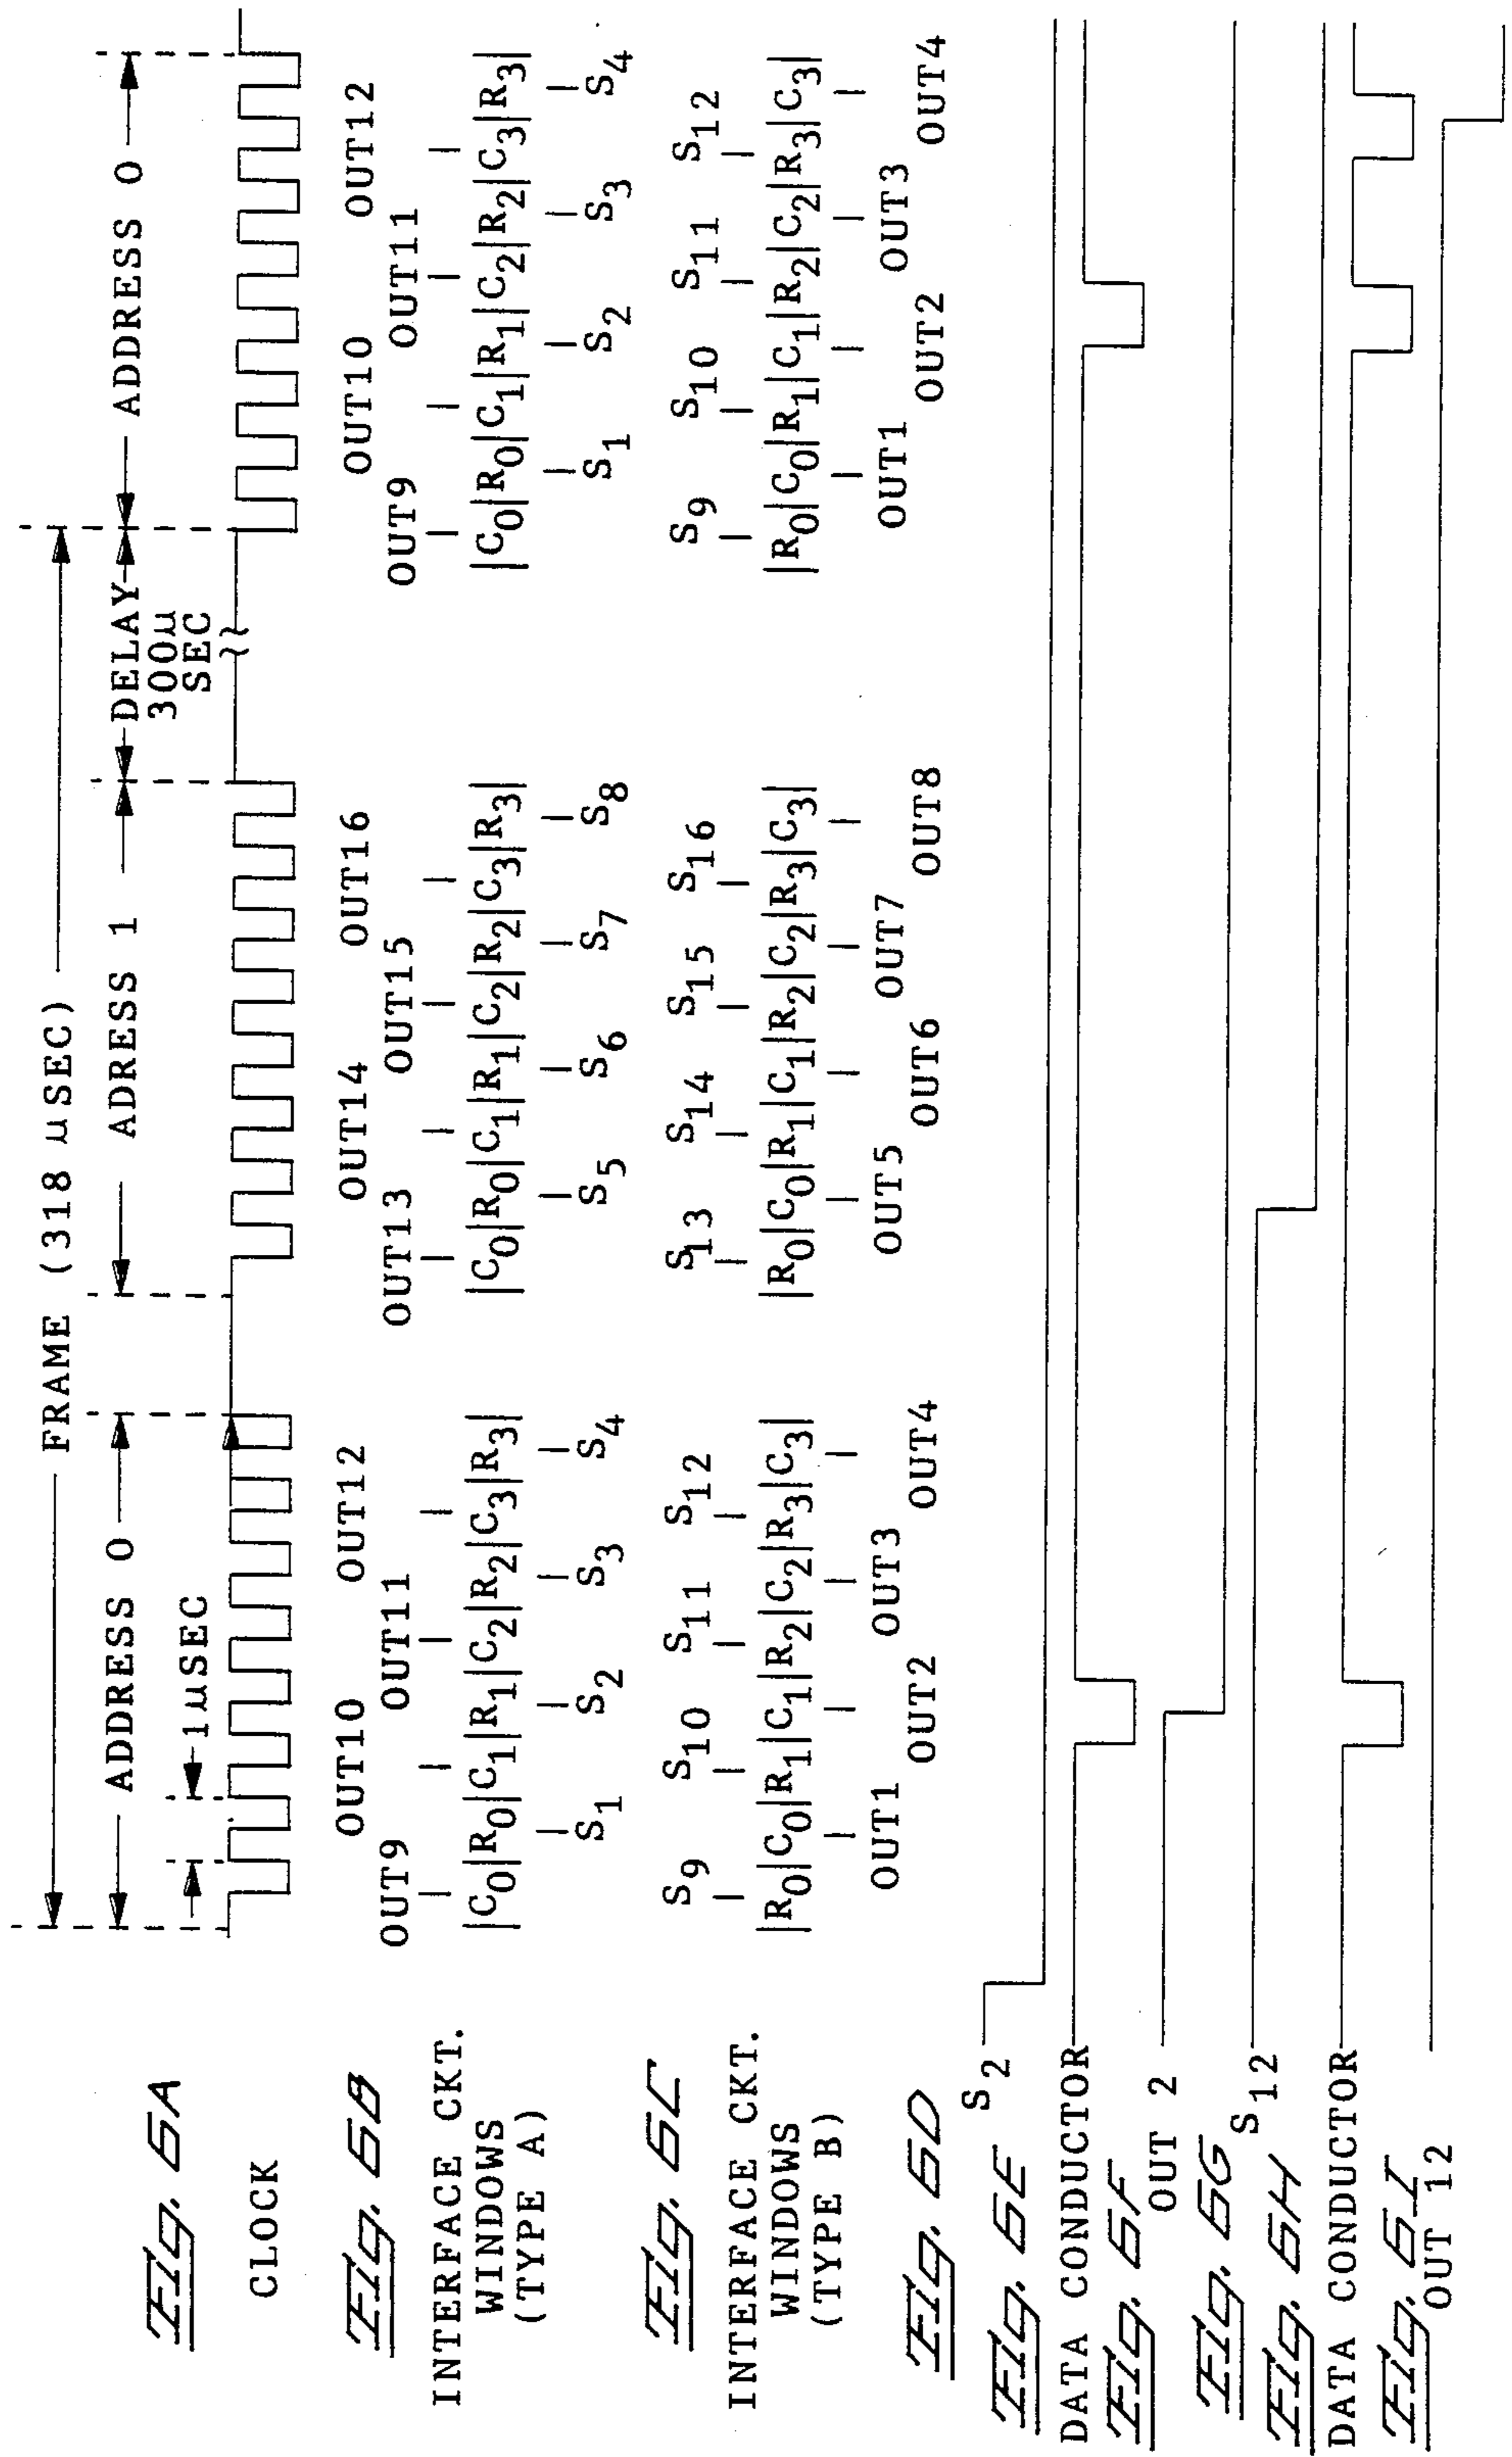 FRAME (318 μSEC)
ADDRESS 0
ADRESS 1
DELAY
300μ
SEC
ADDRESS 0
1μSEC
Fig. 6A
CLOCK
OUT10 OUT12 OUT14 OUT16 OUT10 OUT12
OUT9 OUT11 OUT13 OUT15 OUT9 OUT11
Fig. 6B
INTERFACE CKT.
WINDOWS
(TYPE A)
|C0|R0|C1|R1|C2|R2|C3|R3| |C0|R0|C1|R1|C2|R2|C3|R3| |C0|R0|C1|R1|C2|R2|C3|R3|
S1 S2 S3 S4 S5 S6 S7 S8 S1 S2 S3 S4
S9 S10 S11 S12 S13 S14 S15 S16 S9 S10 S11 S12
Fig. 6C
INTERFACE CKT.
WINDOWS
(TYPE B)
|R0|C0|R1|C1|R2|C2|R3|C3| |R0|C0|R1|C1|R2|C2|R3|C3| |R0|C0|R1|C1|R2|C2|R3|C3|
OUT1 OUT3 OUT5 OUT7 OUT1 OUT3
OUT2 OUT4 OUT6 OUT8 OUT2 OUT4
Fig. 6D
S2
Fig. 6E
DATA CONDUCTOR
Fig. 6F
OUT 2
Fig. 6G
S12
Fig. 6H
DATA CONDUCTOR
Fig. 6I
OUT 12